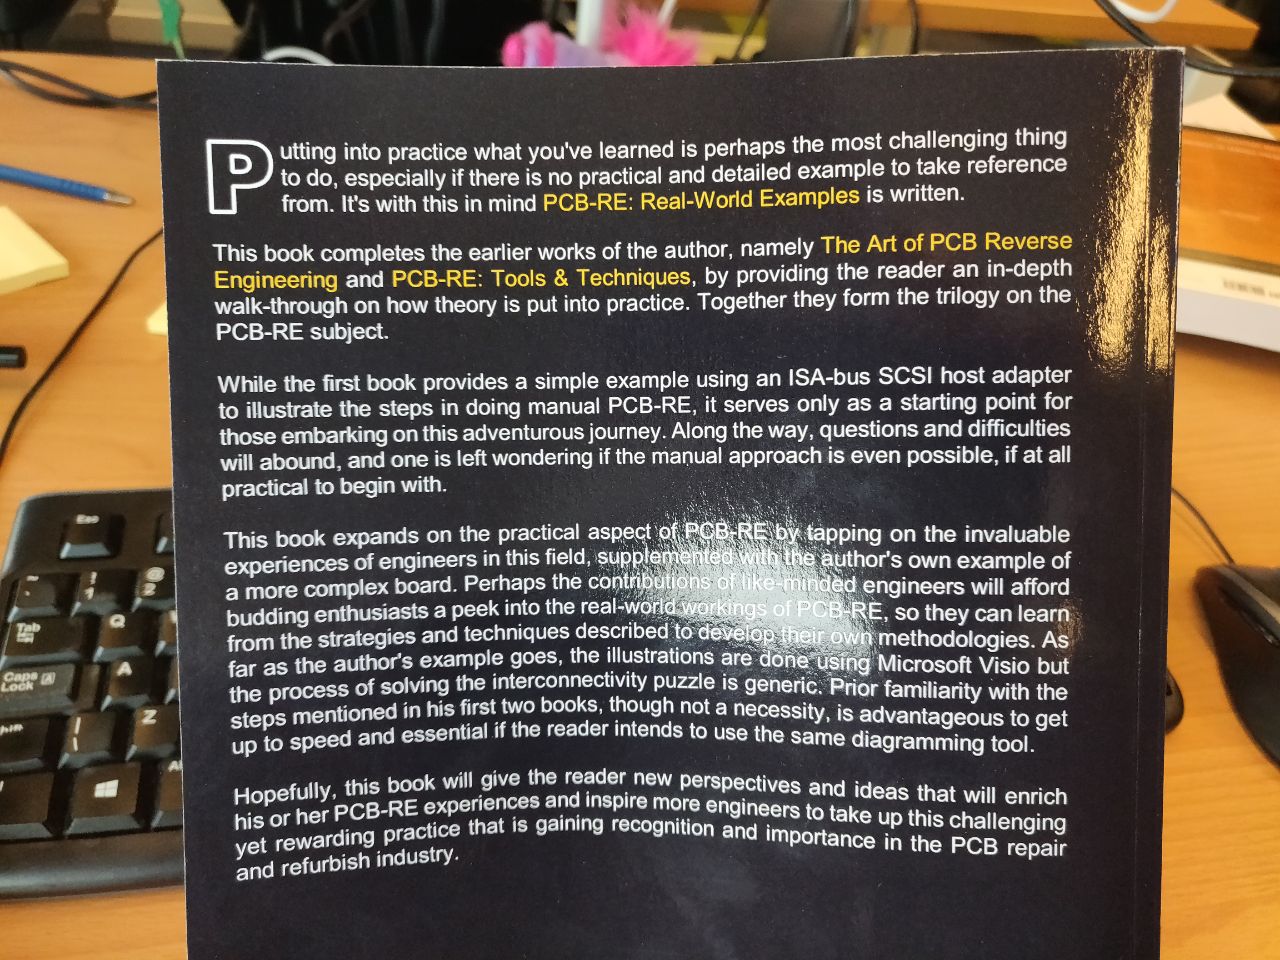 Putting into practice what you've learned is perhaps the most challenging thing
to do, especially if there is no practical and detailed example to take reference
from. It's with this in mind PCB-RE: Real-World Examples is written.
This book completes the earlier works of the author, namely The Art of PCB Reverse
Engineering and PCB-RE: Tools & Techniques, by providing the reader an in-depth
walk-through on how theory is put into practice. Together they form the trilogy on the
PCB-RE subject.
While the first book provides a simple example using an ISA-bus SCSI host adapter
to illustrate the steps in doing manual PCB-RE, it serves only as a starting point for
those embarking on this adventurous journey. Along the way, questions and difficulties
will abound, and one is left wondering if the manual approach is even possible, if at all
practical to begin with.
This book expands on the practical aspect of PCB-RE by tapping on the invaluable
experiences of engineers in this field, supplemented with the author's own example of
a more complex board. Perhaps the contributions of like-minded engineers will afford
budding enthusiasts a peek into the real-world workings of PCB-RE, so they can learn
from the strategies and techniques described to develop their own methodologies. As
far as the author's example goes, the illustrations are done using Microsoft Visio but
the process of solving the interconnectivity puzzle is generic. Prior familiarity with the
steps mentioned in his first two books, though not a necessity, is advantageous to get
up to speed and essential if the reader intends to use the same diagramming tool.
Hopefully, this book will give the reader new perspectives and ideas that will enrich
his or her PCB-RE experiences and inspire more engineers to take up this challenging
yet rewarding practice that is gaining recognition and importance in the PCB repair
and refurbish industry.
Esc
Tab
Q
Caps
Lock
A
A
Z